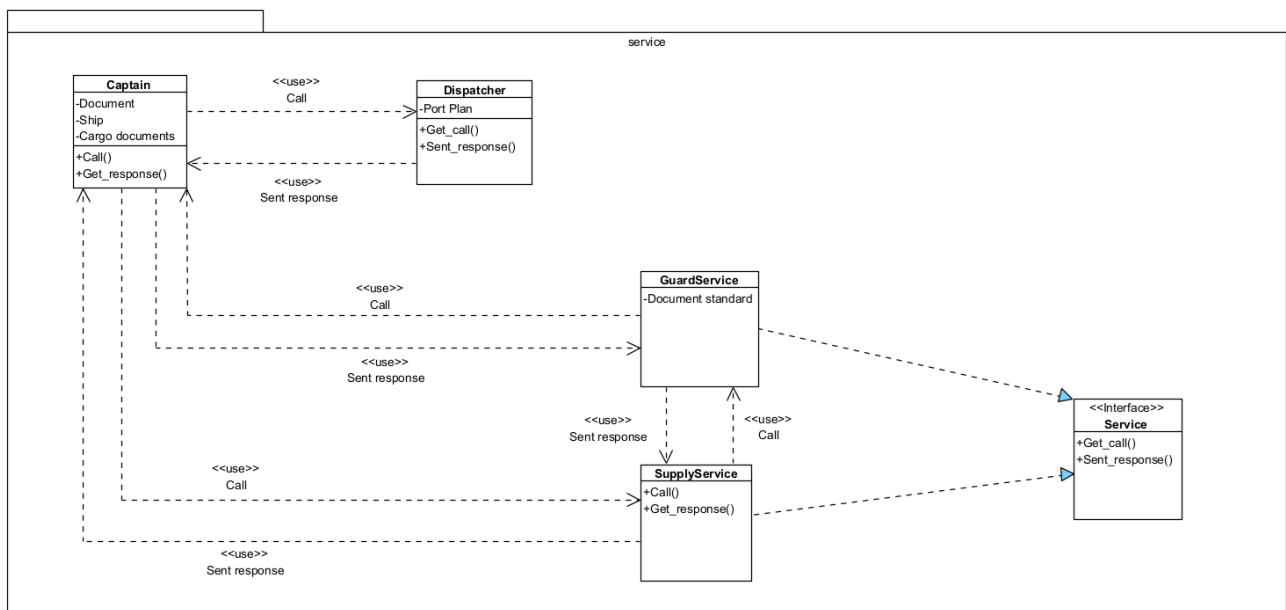 service
Captain
-Document
-Ship
-Cargo documents
+Call()
+Get_response()
<<use>>
Call
Dispatcher
-Port Plan
+Get_call()
+Sent_response()
<<use>>
Sent response
<<use>>
Call
<<use>>
Sent response
GuardService
-Document standard
<<use>>
Sent response
<<use>>
Call
<<Interface>>
Service
+Get_call()
+Sent_response()
<<use>>
Call
SupplyService
+Call()
+Get_response()
<<use>>
Sent response